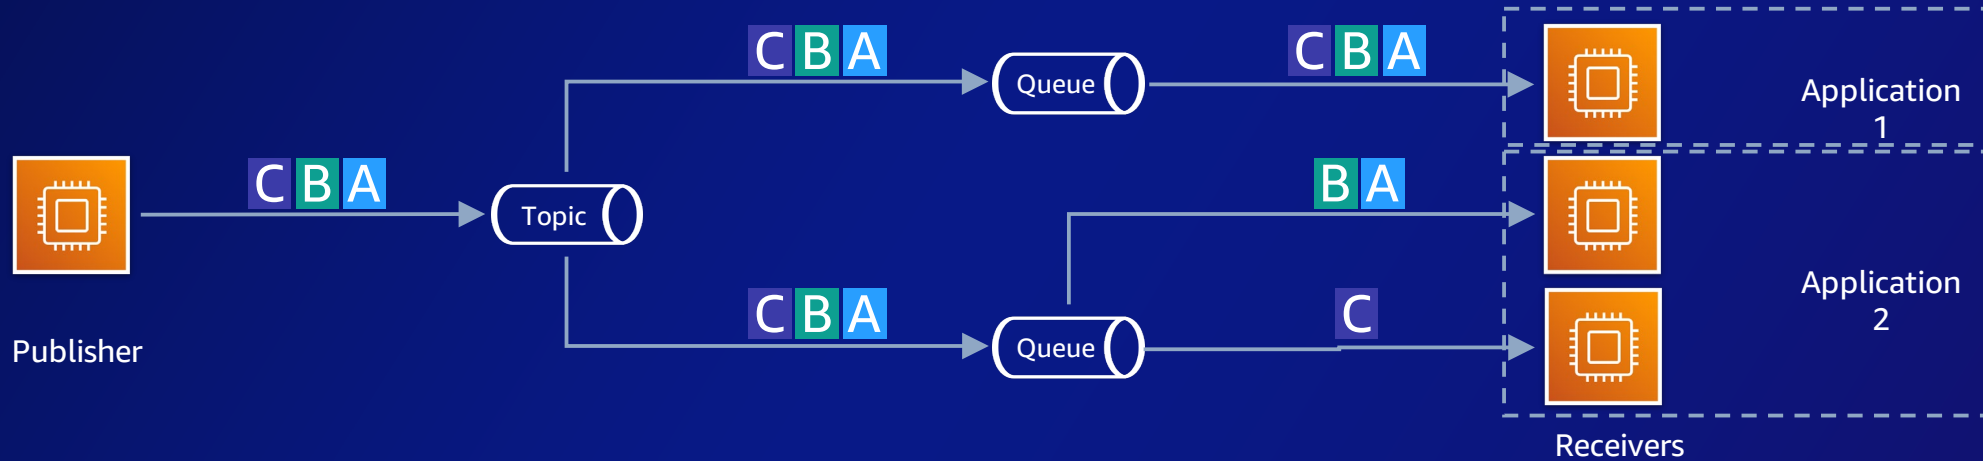 C B A
Queue
C B A
Application
1
C B A
Topic
B A
Application
2
C B A
Queue
C
Publisher
Receivers